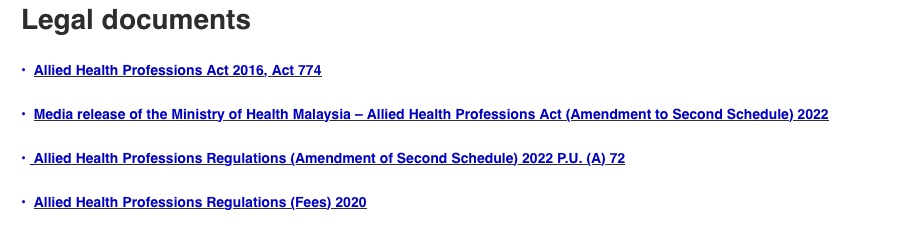 Legal documents
• Allied Health Professions Act 2016, Act 774
• Media release of the Ministry of Health Malaysia – Allied Health Professions Act (Amendment to Second Schedule) 2022
• Allied Health Professions Regulations (Amendment of Second Schedule) 2022 P.U. (A) 72
• Allied Health Professions Regulations (Fees) 2020